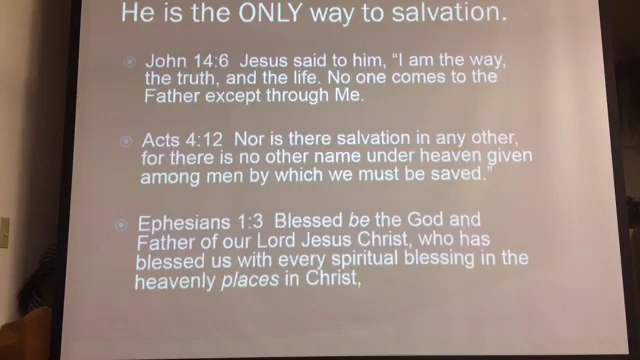 He is the ONLY way to salvation.
John 14:6 Jesus said to him, “I am the way,
the truth, and the life. No one comes to the
Father except through Me.
Acts 4:12 Nor is there salvation in any other,
for there is no other name under heaven given
among men by which we must be saved.”
Ephesians 1:3 Blessed be the God and
Father of our Lord Jesus Christ, who has
blessed us with every spiritual blessing in the
heavenly places in Christ,